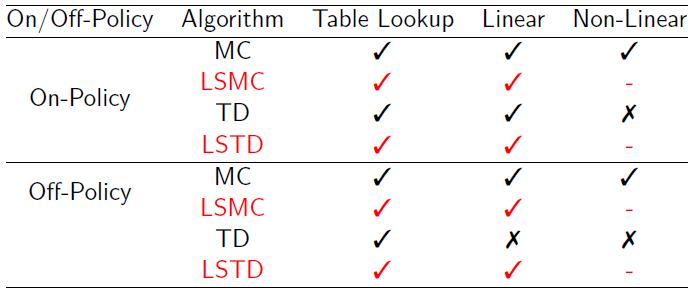 On/Off-Policy Algorithm Table Lookup Linear Non-Linear
MC ✓ ✓ ✓
LSMC ✓ ✓ -
On-Policy
TD ✓ ✓ ✗
LSTD ✓ ✓ -
MC ✓ ✓ ✓
Off-Policy
LSMC ✓ ✓ -
TD ✓ ✗ ✗
LSTD ✓ ✓ -